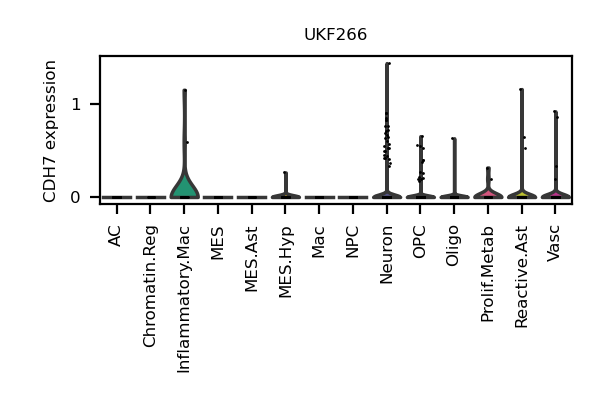 UKF266
CDH7 expression
1
0
AC
Chromatin.Reg
Inflammatory.Mac
MES
MES.Ast
MES.Hyp
Mac
NPC
Neuron
OPC
Oligo
Prolif.Metab
Reactive.Ast
Vasc